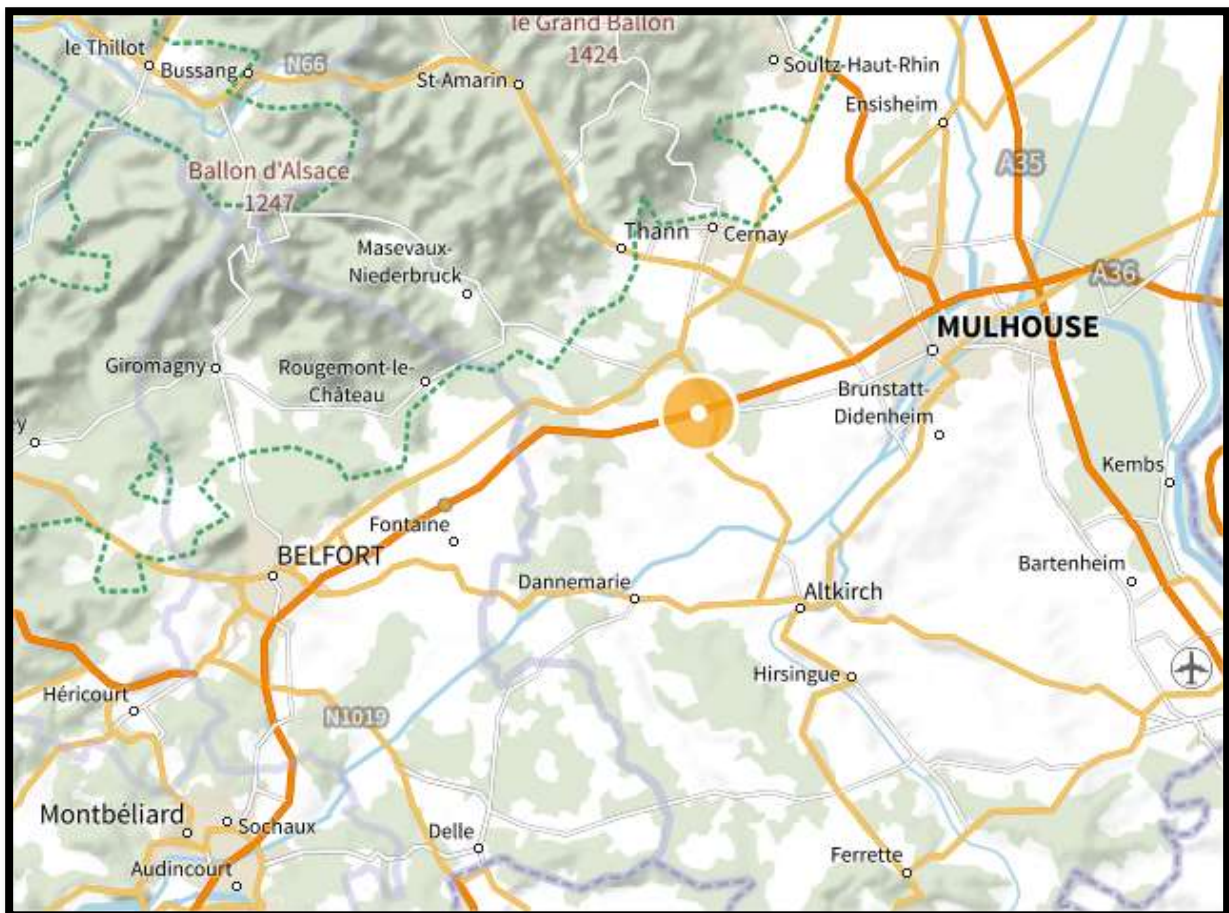 le Grand Ballon
1424
le Thillot
Bussang
N66
St-Amarin
Soultz-Haut-Rhin
Ensisheim
A35
Ballon d'Alsace
1247
Thann
Cernay
Masevaux-
Niederbruck
A36
MULHOUSE
Giromagny
Rougemont-le-
Château
Brunstatt-
Didenheim
y
Kembs
Fontaine
BELFORT
Dannemarie
Altkirch
Bartenheim
Hirsingue
Héricourt
N1019
Montbéliard
Sochaux
Delle
Audincourt
Ferrette